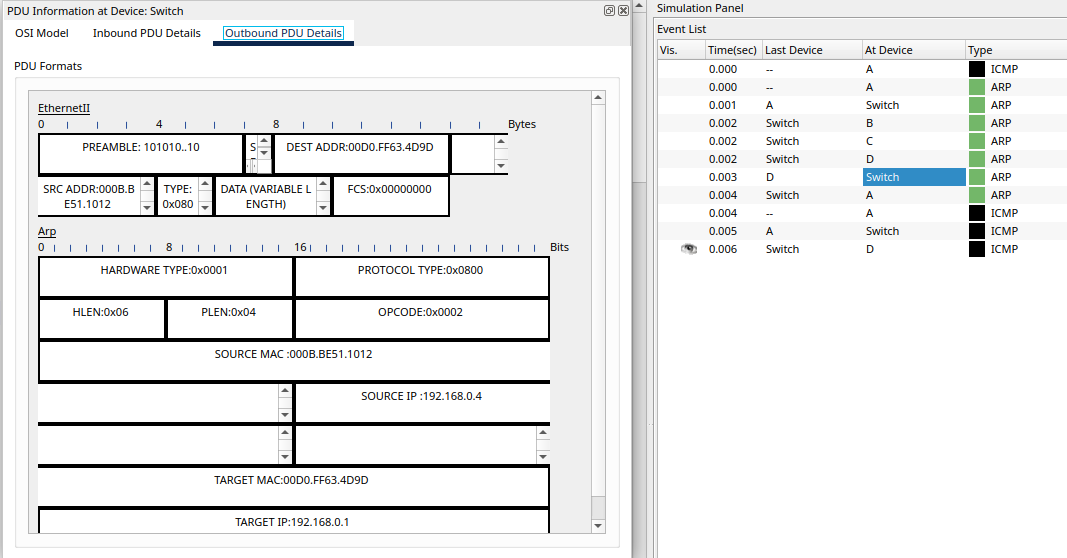 PDU Information at Device: Switch
OSI Model Inbound PDU Details Outbound PDU Details
PDU Formats
EthernetII
0 4 8 Bytes
PREAMBLE: 101010..10 DEST ADDR:00D0.FF63.4D9D
SRC ADDR:000B.B
E51.1012
TYPE:
0x080
DATA (VARIABLE L
ENGTH)
FCS:0x00000000
Arp
0 8 16 Bits
HARDWARE TYPE:0x0001 PROTOCOL TYPE:0x0800
HLEN:0x06 PLEN:0x04 OPCODE:0x0002
SOURCE MAC :000B.BE51.1012
SOURCE IP :192.168.0.4
TARGET MAC:00D0.FF63.4D9D
TARGET IP:192.168.0.1
Simulation Panel
Event List
Vis. Time(sec) Last Device At Device Type
0.000 -- A ICMP
0.000 -- A ARP
0.001 A Switch ARP
0.002 Switch B ARP
0.002 Switch C ARP
0.002 Switch D ARP
0.003 D Switch ARP
0.004 Switch A ARP
0.004 -- A ICMP
0.005 A Switch ICMP
0.006 Switch D ICMP